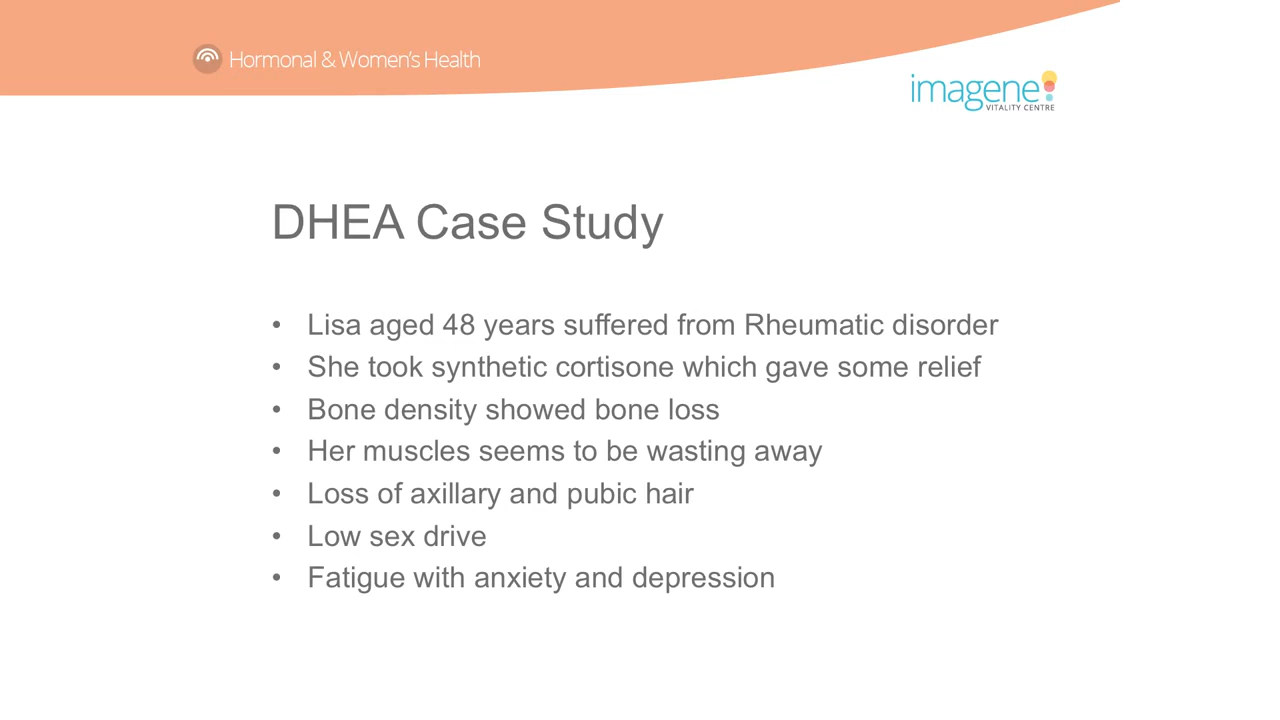 Hormonal & Women's Health
imagene
VITALITY CENTRE
DHEA Case Study
• Lisa aged 48 years suffered from Rheumatic disorder
• She took synthetic cortisone which gave some relief
• Bone density showed bone loss
• Her muscles seems to be wasting away
• Loss of axillary and pubic hair
• Low sex drive
• Fatigue with anxiety and depression